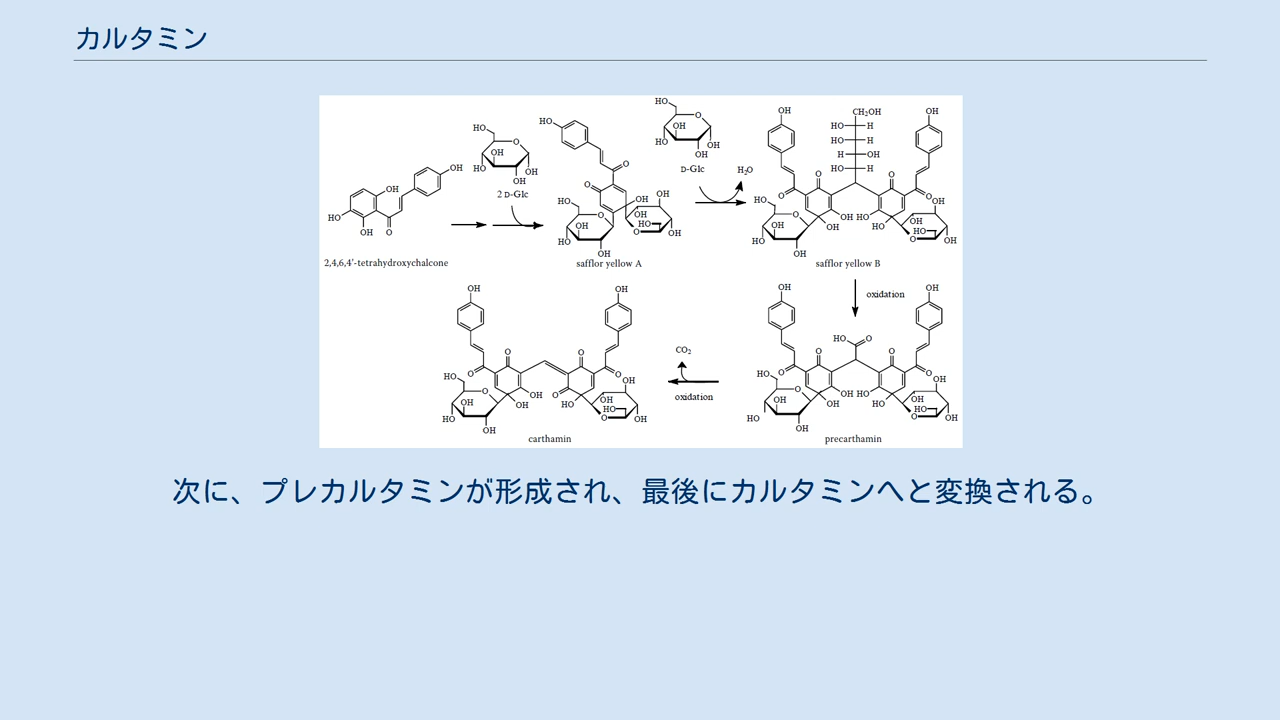 カルタミン
2 D-Glc
D-Glc
H₂O
2,4,6,4'-tetrahydroxychalcone
safflor yellow A
safflor yellow B
oxidation
CO₂
oxidation
carthamin
precarthamin
次に、プレカルタミンが形成され、最後にカルタミンへと変換される。